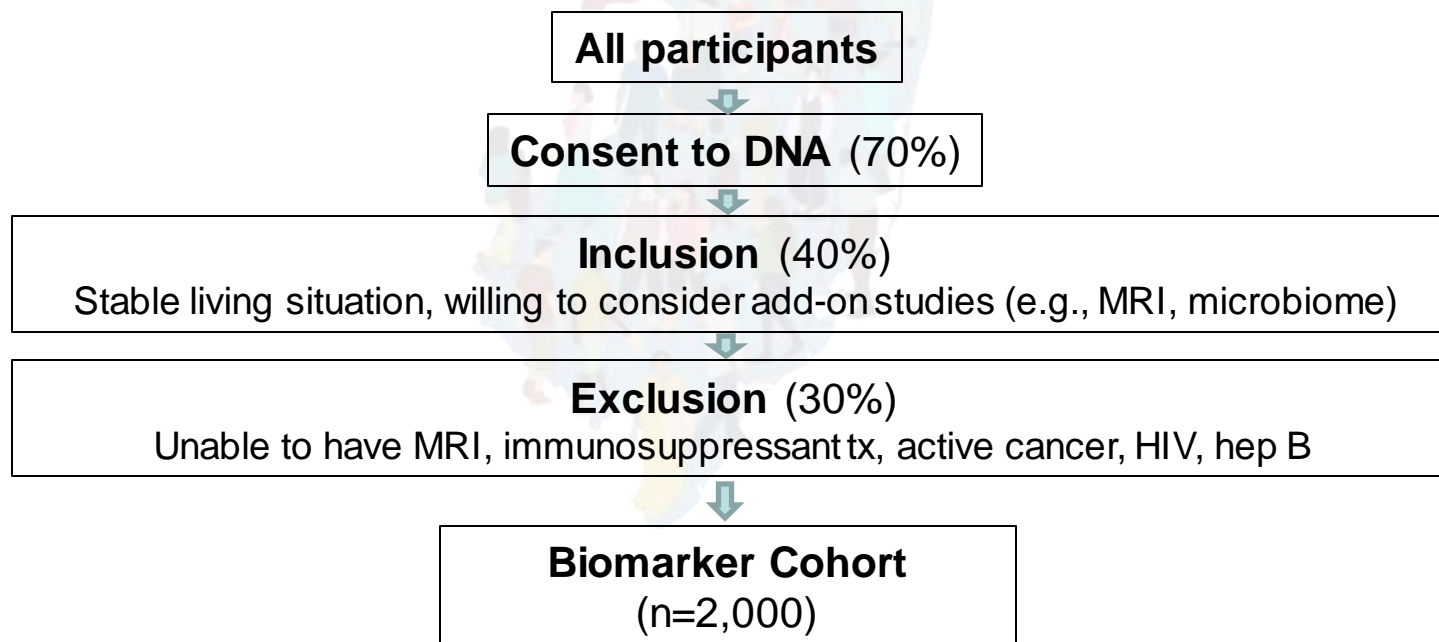 All participants
Consent to DNA (70%)
Inclusion (40%)
Stable living situation, willing to consider add-on studies (e.g., MRI, microbiome)
Exclusion (30%)
Unable to have MRI, immunosuppressant tx, active cancer, HIV, hep B
Biomarker Cohort
(n=2,000)